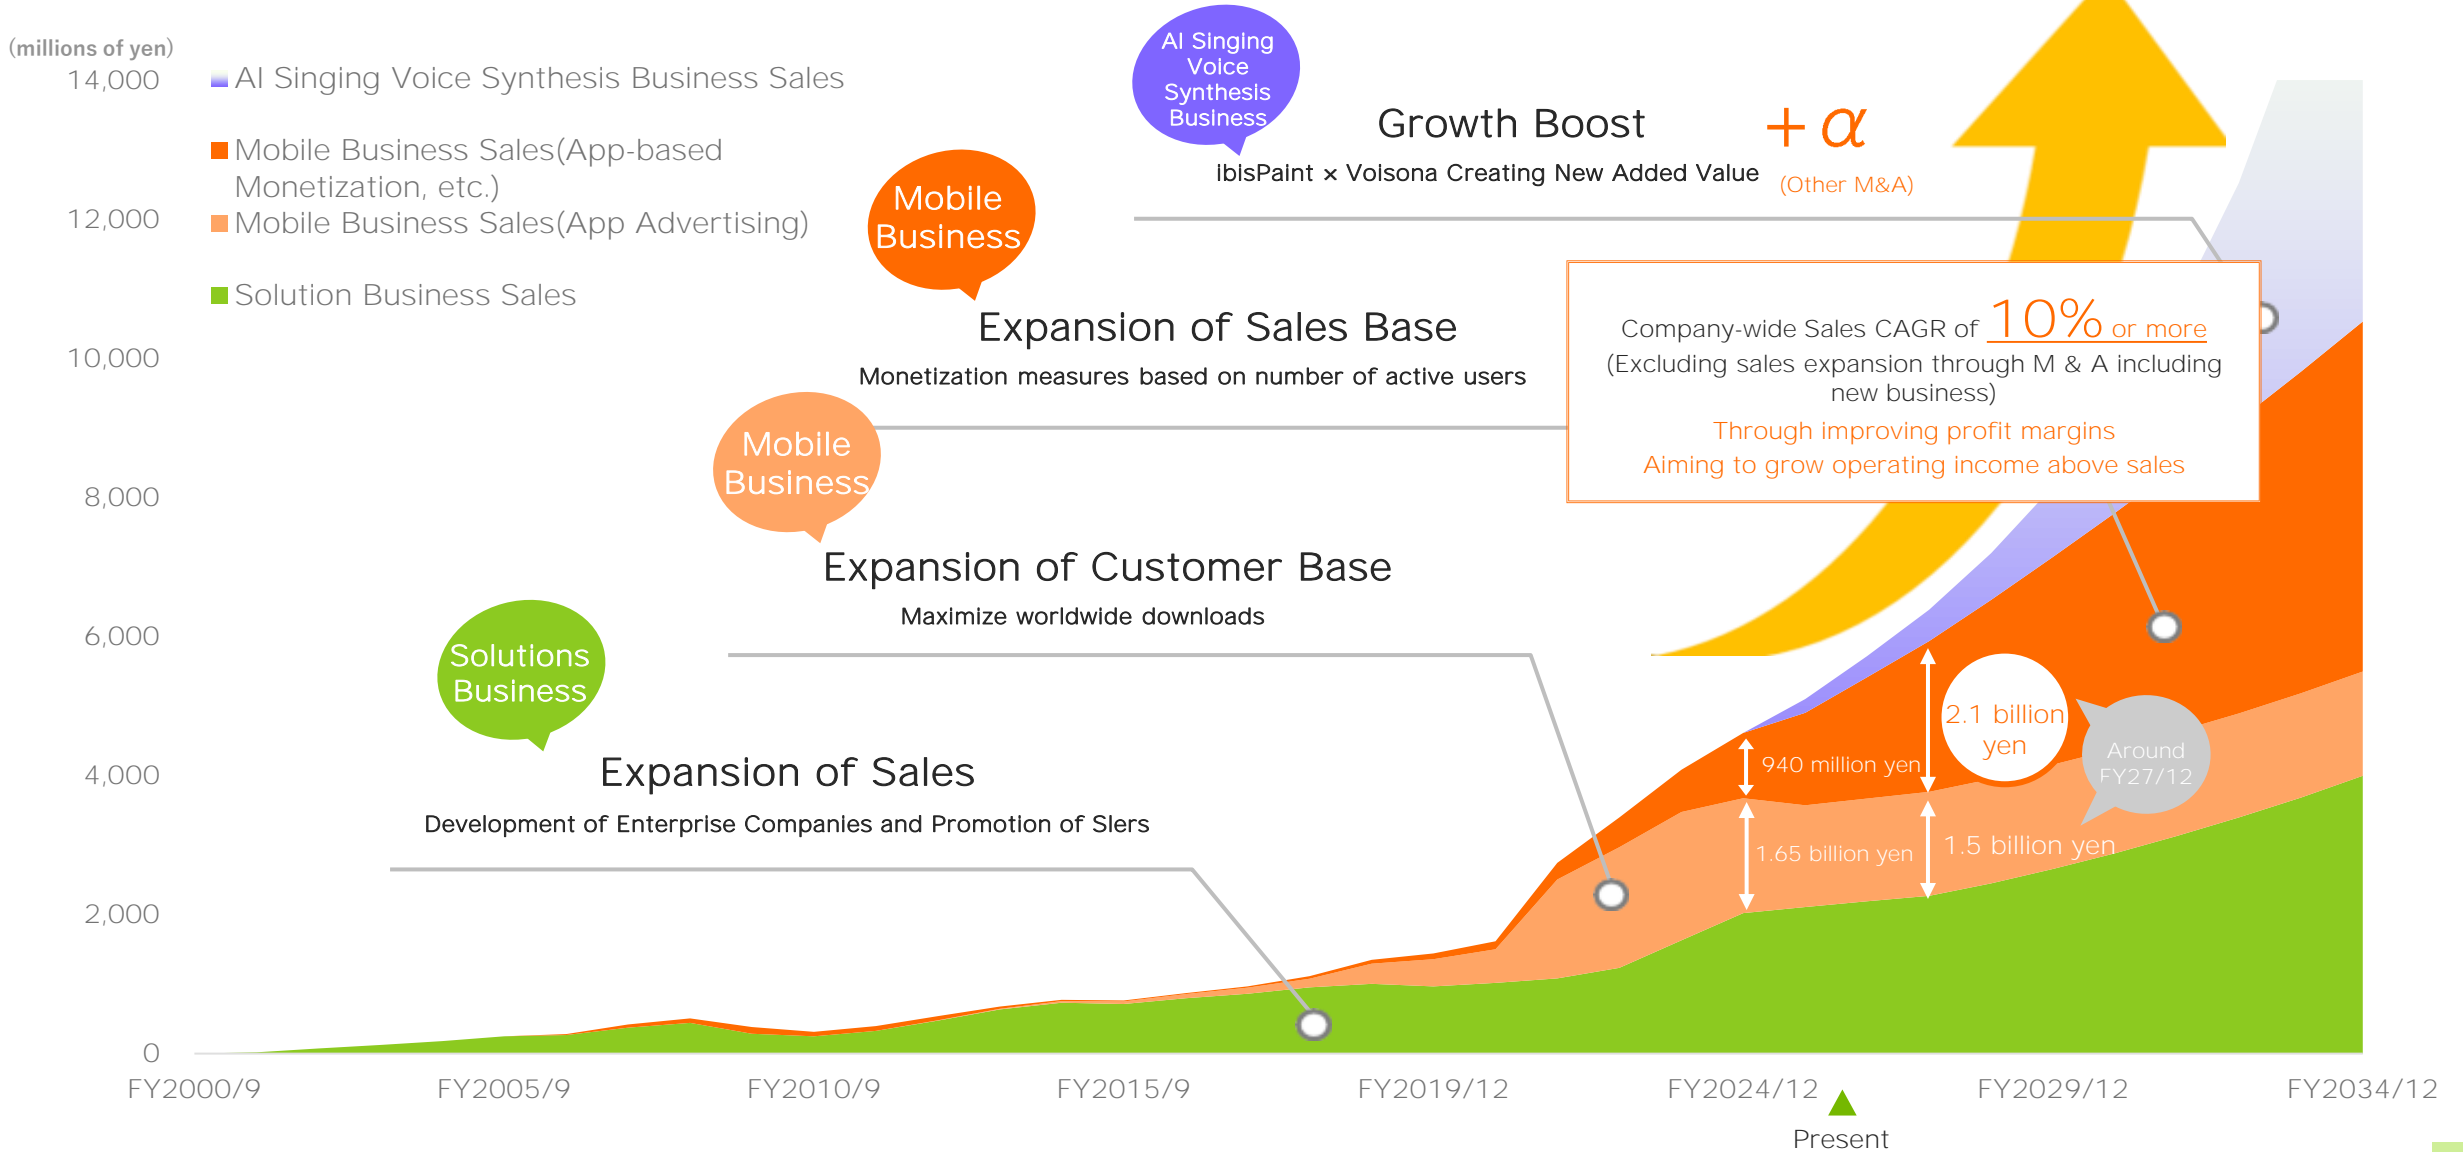 (millions of yen)
14,000
12,000
10,000
8,000
6,000
4,000
2,000
0
AI Singing Voice Synthesis Business Sales
Mobile Business Sales(App-based
Monetization, etc.)
Mobile Business Sales(App Advertising)
Solution Business Sales
AI Singing
Voice
Synthesis
Business
Growth Boost
+α
ibisPaint × Voisona Creating New Added Value
(Other M&A)
Mobile
Business
Expansion of Sales Base
Monetization measures based on number of active users
Company-wide Sales CAGR of 10% or more
(Excluding sales expansion through M & A including
new business)
Through improving profit margins
Aiming to grow operating income above sales
Mobile
Business
Expansion of Customer Base
Maximize worldwide downloads
Solutions
Business
Expansion of Sales
Development of Enterprise Companies and Promotion of SIers
2.1 billion
yen
Around
FY27/12
940 million yen
1.65 billion yen
1.5 billion yen
FY2000/9
FY2005/9
FY2010/9
FY2015/9
FY2019/12
FY2024/12
FY2029/12
FY2034/12
Present